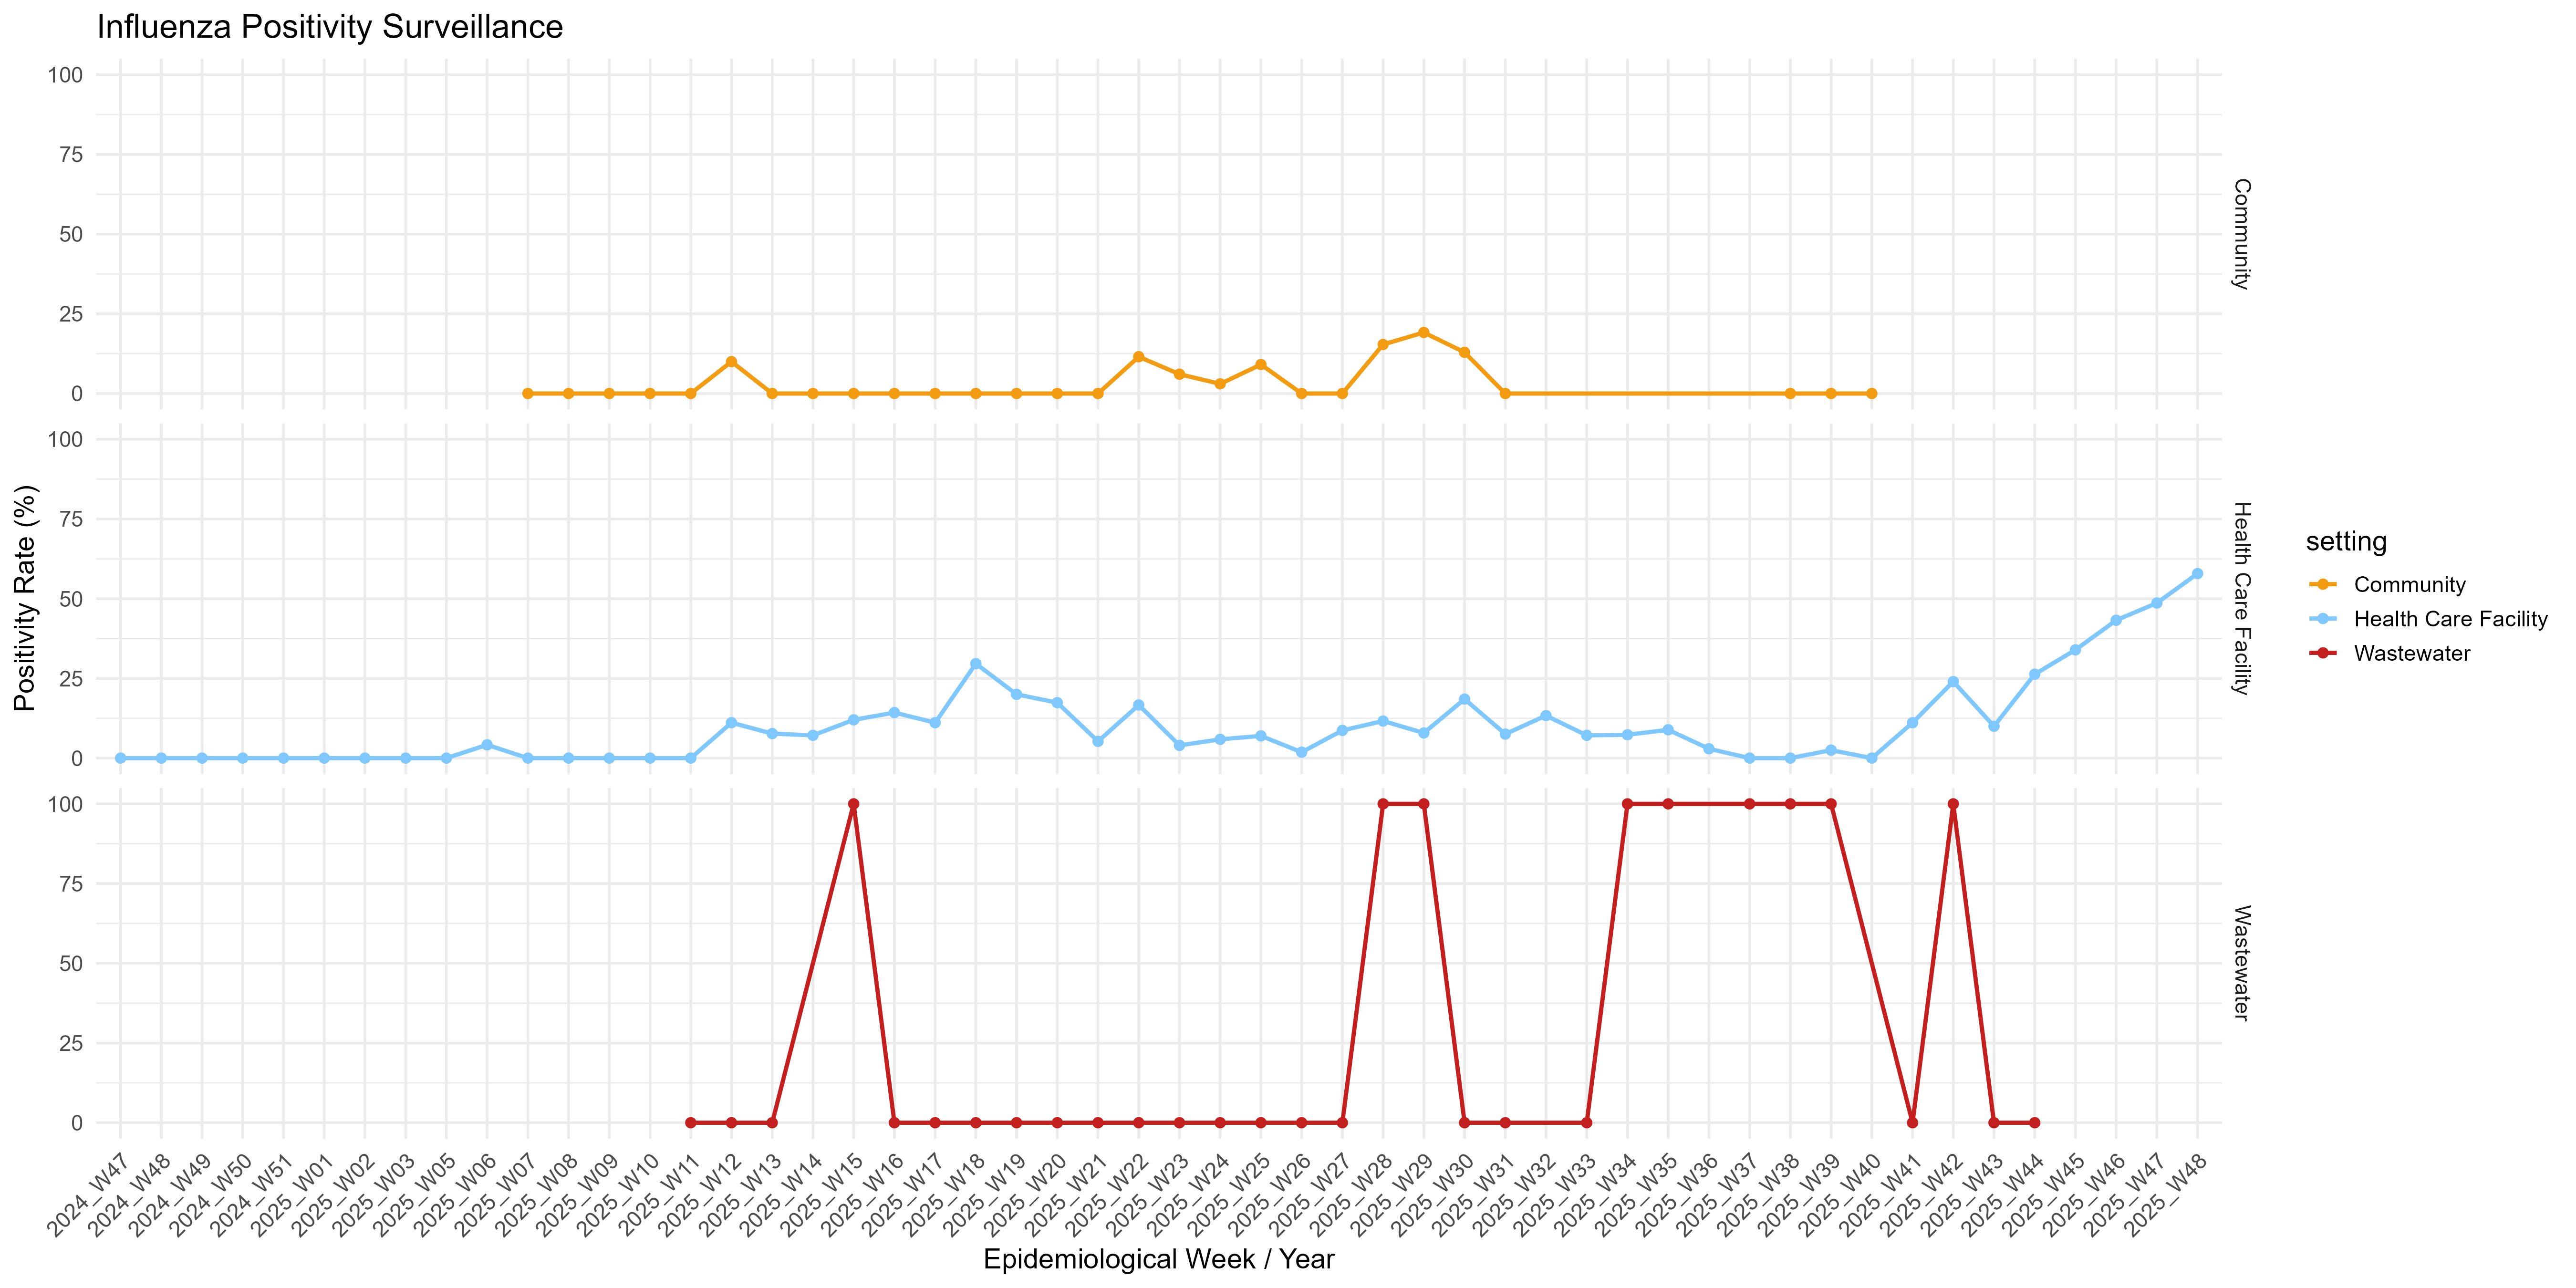 Influenza Positivity Surveillance
Positivity Rate (%)
100
75
50
25
0
Community
100
75
50
25
0
Health Care Facility
100
75
50
25
0
Wastewater
2024_W47
2024_W48
2024_W49
2024_W50
2024_W51
2025_W01
2025_W02
2025_W03
2025_W05
2025_W06
2025_W07
2025_W08
2025_W09
2025_W10
2025_W11
2025_W12
2025_W13
2025_W14
2025_W15
2025_W16
2025_W17
2025_W18
2025_W19
2025_W20
2025_W21
2025_W22
2025_W23
2025_W24
2025_W25
2025_W26
2025_W27
2025_W28
2025_W29
2025_W30
2025_W31
2025_W32
2025_W33
2025_W34
2025_W35
2025_W36
2025_W37
2025_W38
2025_W39
2025_W40
2025_W41
2025_W42
2025_W43
2025_W44
2025_W45
2025_W46
2025_W47
2025_W48
Epidemiological Week / Year
setting
Community
Health Care Facility
Wastewater